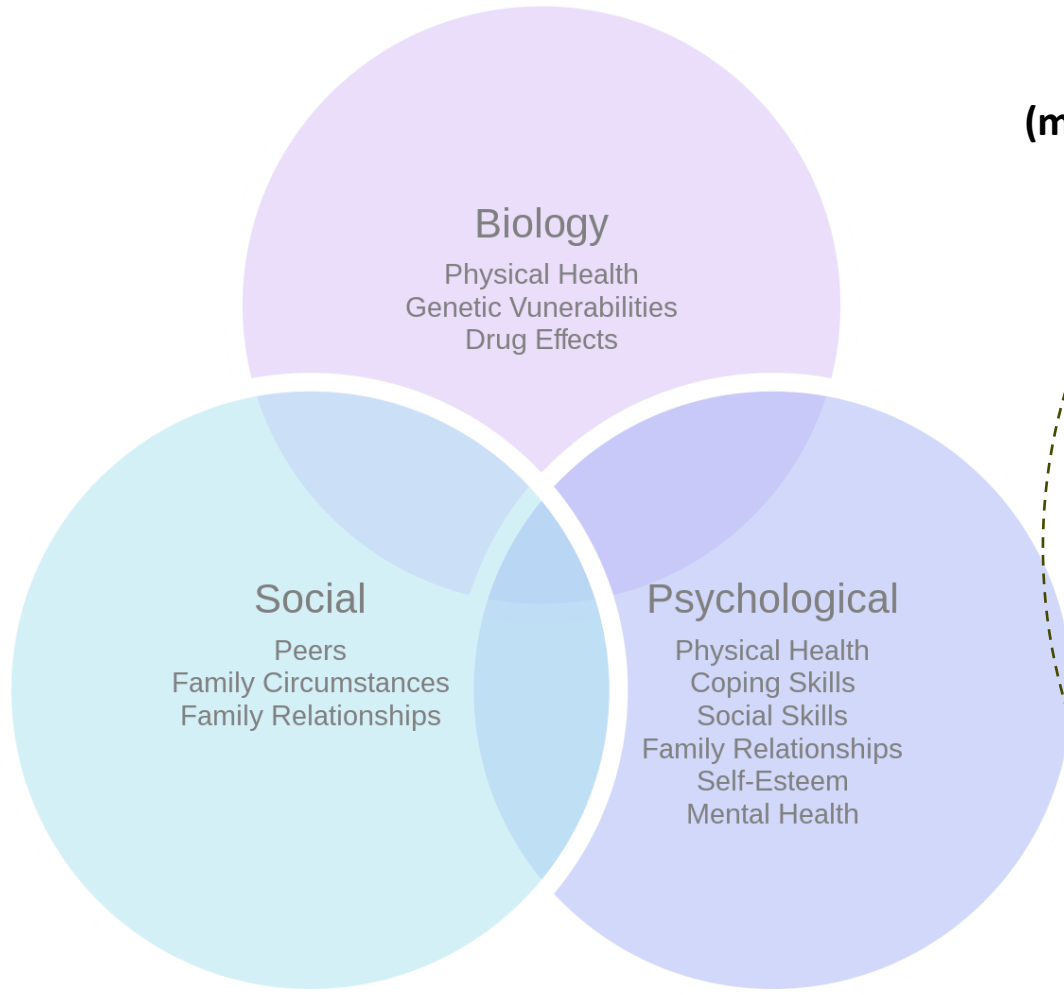 (m
Biology
Physical Health
Genetic Vunerabilities
Drug Effects
Social
Peers
Family Circumstances
Family Relationships
Psychological
Physical Health
Coping Skills
Social Skills
Family Relationships
Self-Esteem
Mental Health